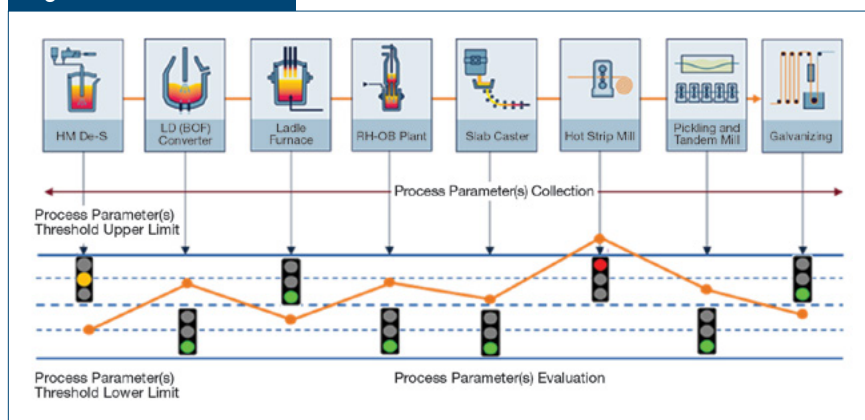 HM De-S
LD (BOF)
Converter
Ladle
Furnace
RH-OB Plant
Slab Caster
Hot Strip Mill
Pickling and
Tandem Mill
Galvanizing
Process Parameter(s) Collection
Process Parameter(s)
Threshold Upper Limit
Process Parameter(s)
Threshold Lower Limit
Process Parameter(s) Evaluation